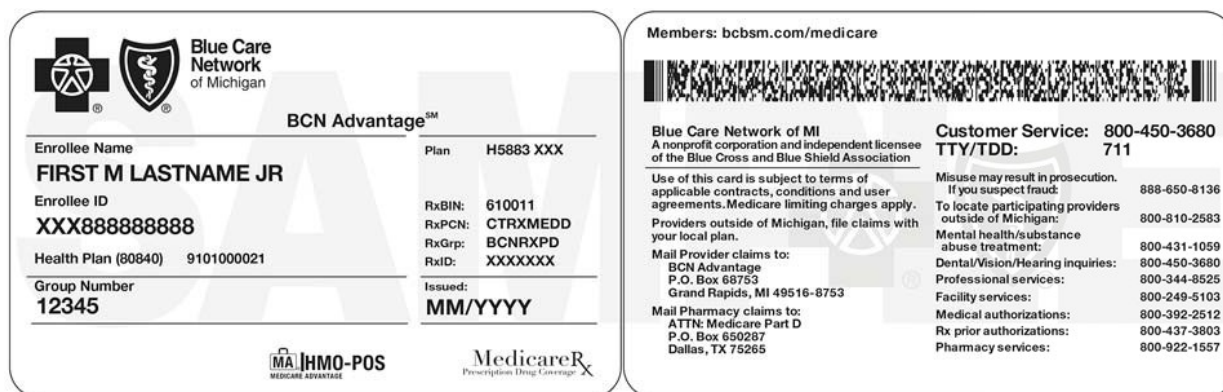 Blue Care
Network
of Michigan
BCN Advantage℠
Enrollee Name
FIRST M LASTNAME JR
Enrollee ID
XXX888888888
Health Plan (80840) 9101000021
Group Number
12345
Plan H5883 XXX
RxBIN: 610011
RxPCN: CTRXMEDD
RxGrp: BCNRXPD
RxID: XXXXXXX
Issued:
MM/YYYY
MA HMO-POS
MEDICARE ADVANTAGE
MedicareRx
Prescription Drug Coverage
Members: bcbsm.com/medicare
Blue Care Network of MI
A nonprofit corporation and independent licensee
of the Blue Cross and Blue Shield Association
Use of this card is subject to terms of
applicable contracts, conditions and user
agreements. Medicare limiting charges apply.
Providers outside of Michigan, file claims with
your local plan.
Mail Provider claims to:
BCN Advantage
P.O. Box 68753
Grand Rapids, MI 49516-8753
Mail Pharmacy claims to:
ATTN: Medicare Part D
P.O. Box 650287
Dallas, TX 75265
Customer Service: 800-450-3680
TTY/TDD: 711
Misuse may result in prosecution.
If you suspect fraud: 888-650-8136
To locate participating providers
outside of Michigan: 800-810-2583
Mental health/substance
abuse treatment: 800-431-1059
Dental/Vision/Hearing inquiries: 800-450-3680
Professional services: 800-344-8525
Facility services: 800-249-5103
Medical authorizations: 800-392-2512
Rx prior authorizations: 800-437-3803
Pharmacy services: 800-922-1557
SAMPLE